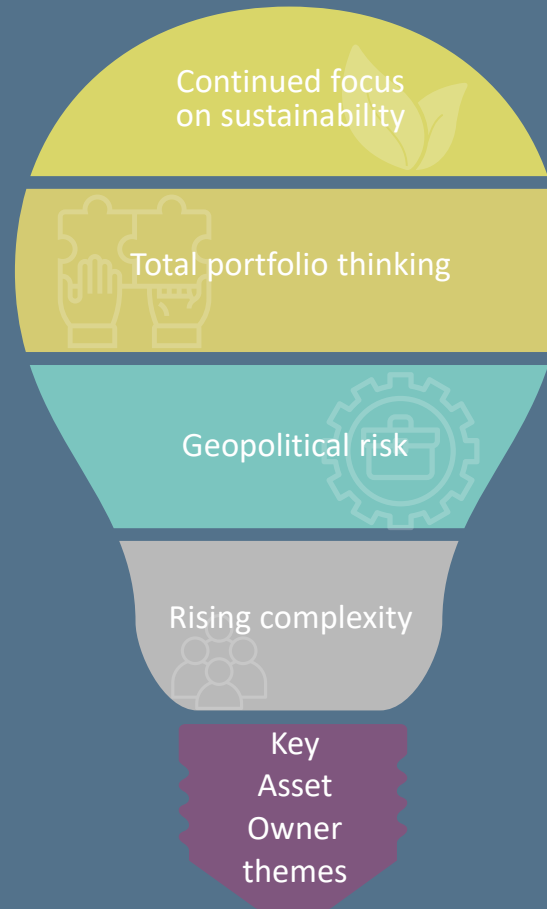 Continued focus
on sustainability
Total portfolio thinking
Geopolitical risk
Rising complexity
Key
Asset
Owner
themes